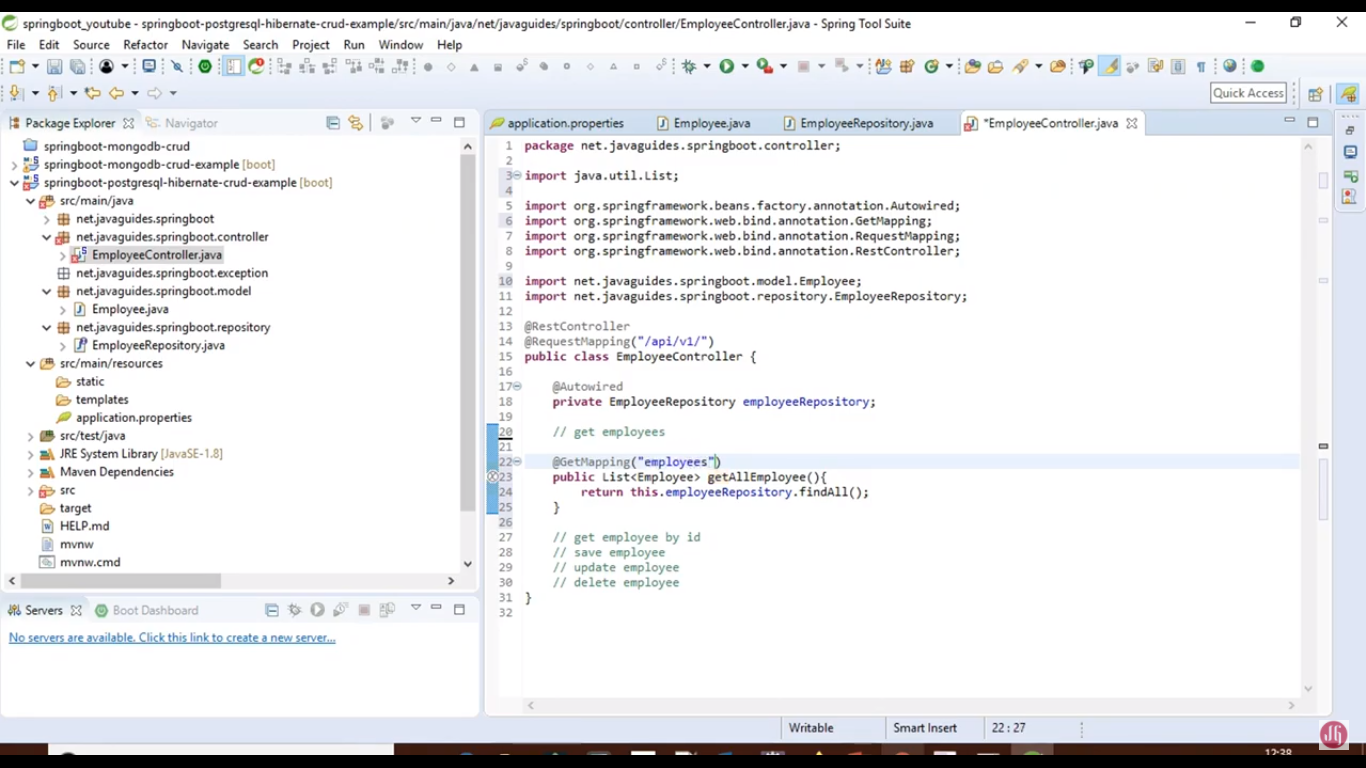 springboot_youtube - springboot-postgresql-hibernate-crud-example/src/main/java/net/javaguides/springboot/controller/EmployeeController.java - Spring Tool Suite
File Edit Source Refactor Navigate Search Project Run Window Help
Quick Access
Package Explorer Navigator
springboot-mongodb-crud
springboot-mongodb-crud-example [boot]
springboot-postgresql-hibernate-crud-example [boot]
src/main/java
net.javaguides.springboot
net.javaguides.springboot.controller
EmployeeController.java
net.javaguides.springboot.exception
net.javaguides.springboot.model
Employee.java
net.javaguides.springboot.repository
EmployeeRepository.java
src/main/resources
static
templates
application.properties
src/test/java
JRE System Library [JavaSE-1.8]
Maven Dependencies
src
target
HELP.md
mvnw
mvnw.cmd
Servers Boot Dashboard
No servers are available. Click this link to create a new server...
application.properties Employee.java EmployeeRepository.java *EmployeeController.java
1 package net.javaguides.springboot.controller;
2
3 import java.util.List;
4
5 import org.springframework.beans.factory.annotation.Autowired;
6 import org.springframework.web.bind.annotation.GetMapping;
7 import org.springframework.web.bind.annotation.RequestMapping;
8 import org.springframework.web.bind.annotation.RestController;
9
10 import net.javaguides.springboot.model.Employee;
11 import net.javaguides.springboot.repository.EmployeeRepository;
12
13 @RestController
14 @RequestMapping("/api/v1/")
15 public class EmployeeController {
16
17 @Autowired
18 private EmployeeRepository employeeRepository;
19
20 // get employees
21
22 @GetMapping("employees")
23 public List<Employee> getAllEmployee(){
24 return this.employeeRepository.findAll();
25 }
26
27 // get employee by id
28 // save employee
29 // update employee
30 // delete employee
31 }
32
Writable Smart Insert 22 : 27
12:38